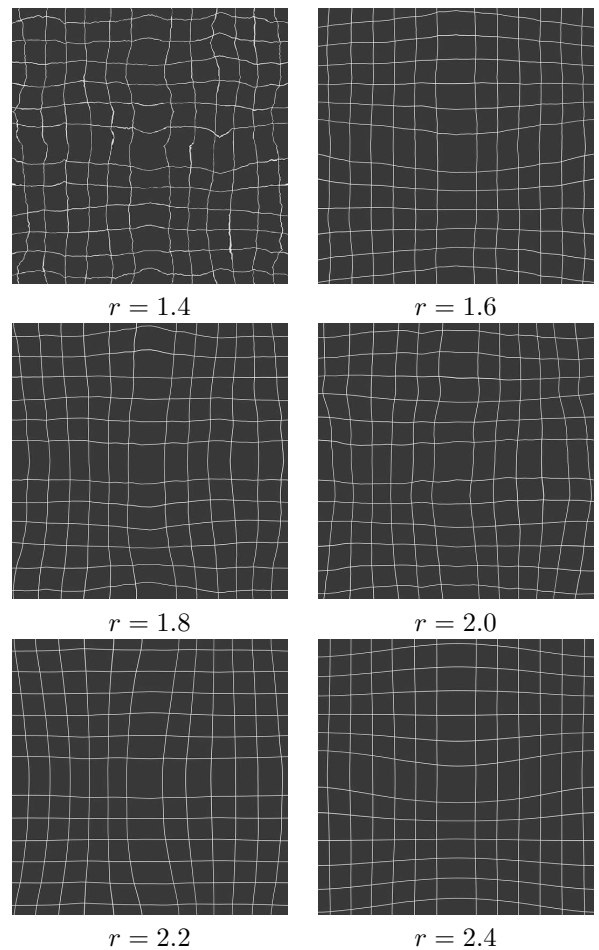 r = 1.4
r = 1.6
r = 1.8
r = 2.0
r = 2.2
r = 2.4